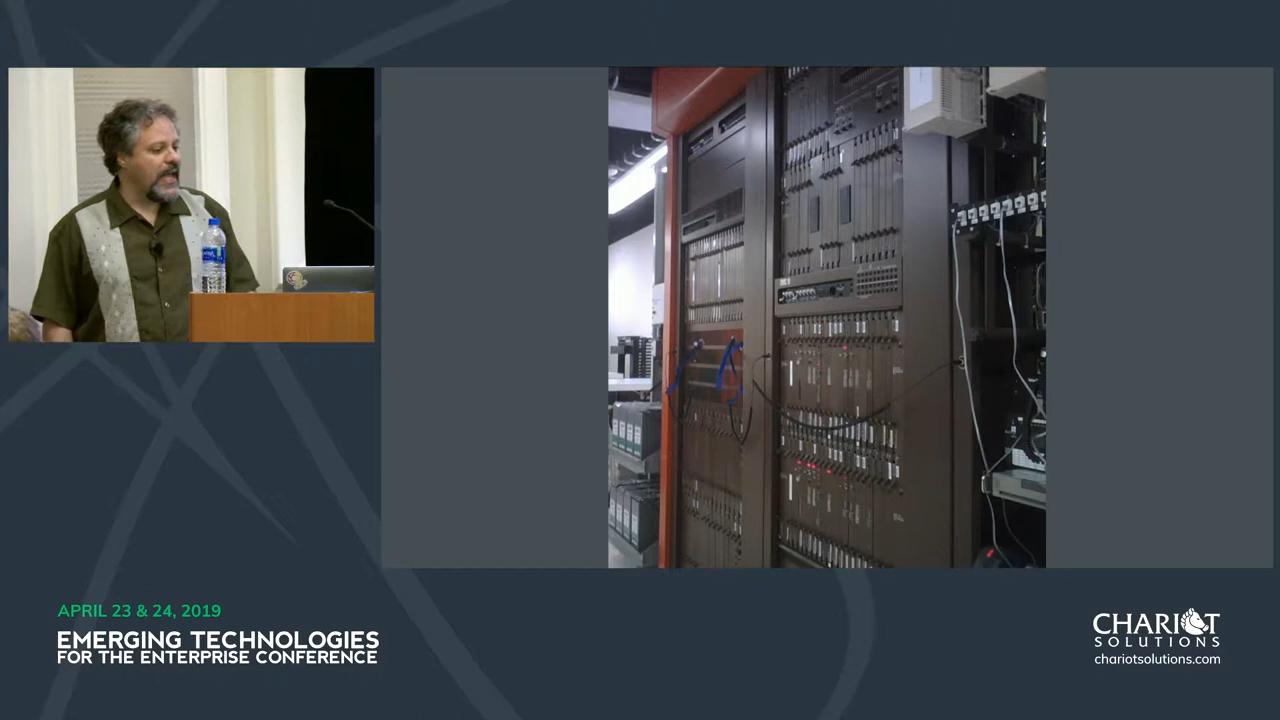 APRIL 23 & 24, 2019
EMERGING TECHNOLOGIES
FOR THE ENTERPRISE CONFERENCE
CHARIOT
SOLUTIONS
chariotsolutions.com